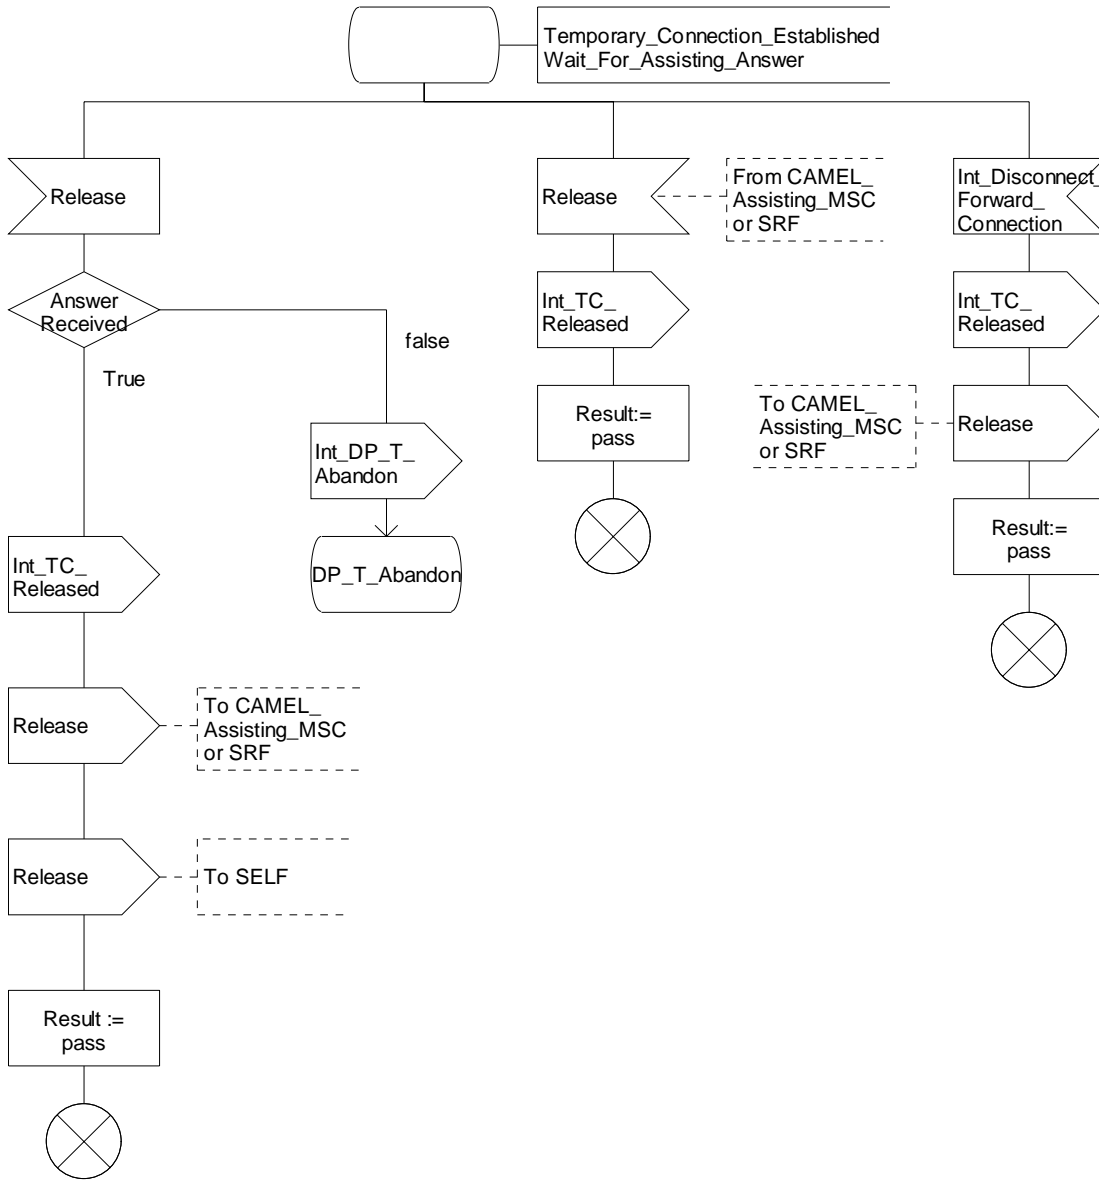 Temporary_Connection_Established
Wait_For_Assisting_Answer
Release
Release
From CAMEL_
Assisting_MSC
or SRF
Int_Disconnect_
Forward_
Connection
Answer
Received
false
True
Int_TC_
Released
Int_TC_
Released
Int_DP_T_
Abandon
Result:=
pass
To CAMEL_
Assisting_MSC
or SRF
Release
Int_TC_
Released
DP_T_Abandon
Result:=
pass
Release
To CAMEL_
Assisting_MSC
or SRF
Release
To SELF
Result :=
pass